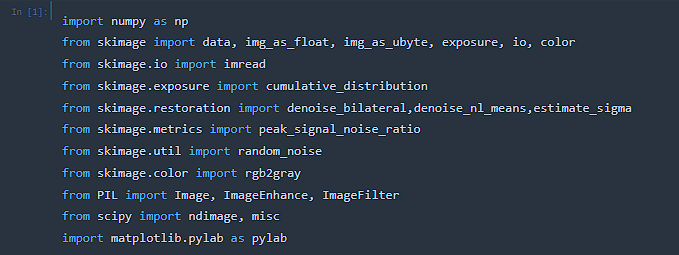 In [1]:
import numpy as np
from skimage import data, img_as_float, img_as_ubyte, exposure, io, color
from skimage.io import imread
from skimage.exposure import cumulative_distribution
from skimage.restoration import denoise_bilateral,denoise_nl_means,estimate_sigma
from skimage.metrics import peak_signal_noise_ratio
from skimage.util import random_noise
from skimage.color import rgb2gray
from PIL import Image, ImageEnhance, ImageFilter
from scipy import ndimage, misc
import matplotlib.pylab as pylab